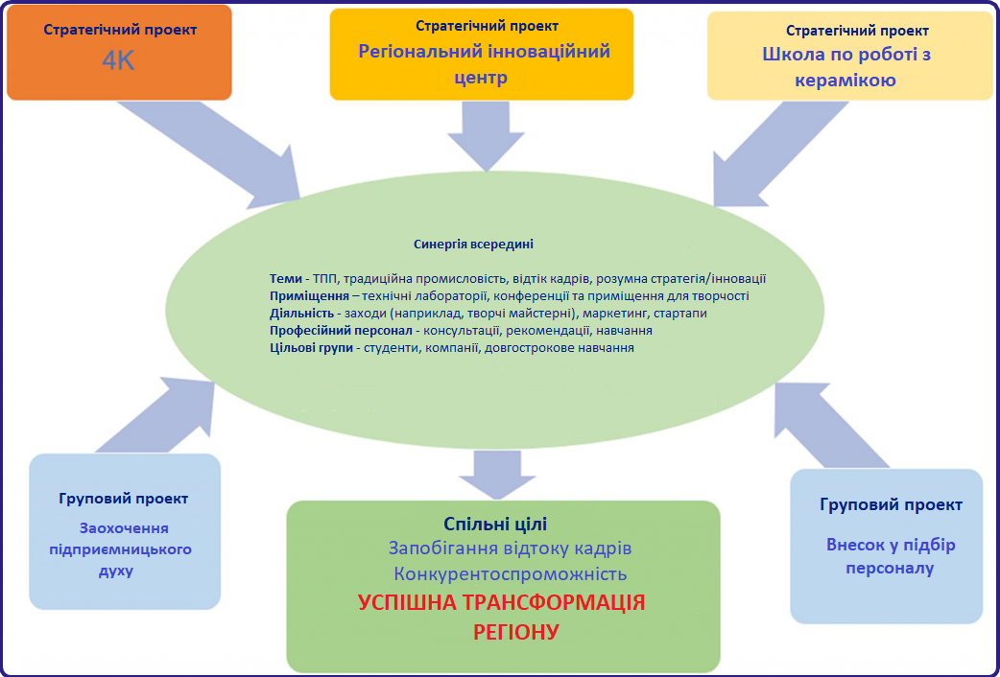 Стратегічний проект
4К
Стратегічний проект
Регіональний інноваційний
центр
Стратегічний проект
Школа по роботі з
керамікою
Синергія всередині
Теми - ТПП, традиційна промисловість, відтік кадрів, розумна стратегія/інновації
Приміщення – технічні лабораторії, конференції та приміщення для творчості
Діяльність - заходи (наприклад, творчі майстерні), маркетинг, стартапи
Професійний персонал - консультації, рекомендації, навчання
Цільові групи - студенти, компанії, довгострокове навчання
Груповий проект
Заохочення
підприємницького
духу
Спільні цілі
Запобігання відтоку кадрів
Конкурентоспроможність
УСПІШНА ТРАНСФОРМАЦІЯ
РЕГІОНУ
Груповий проект
Внесок у підбір
персоналу